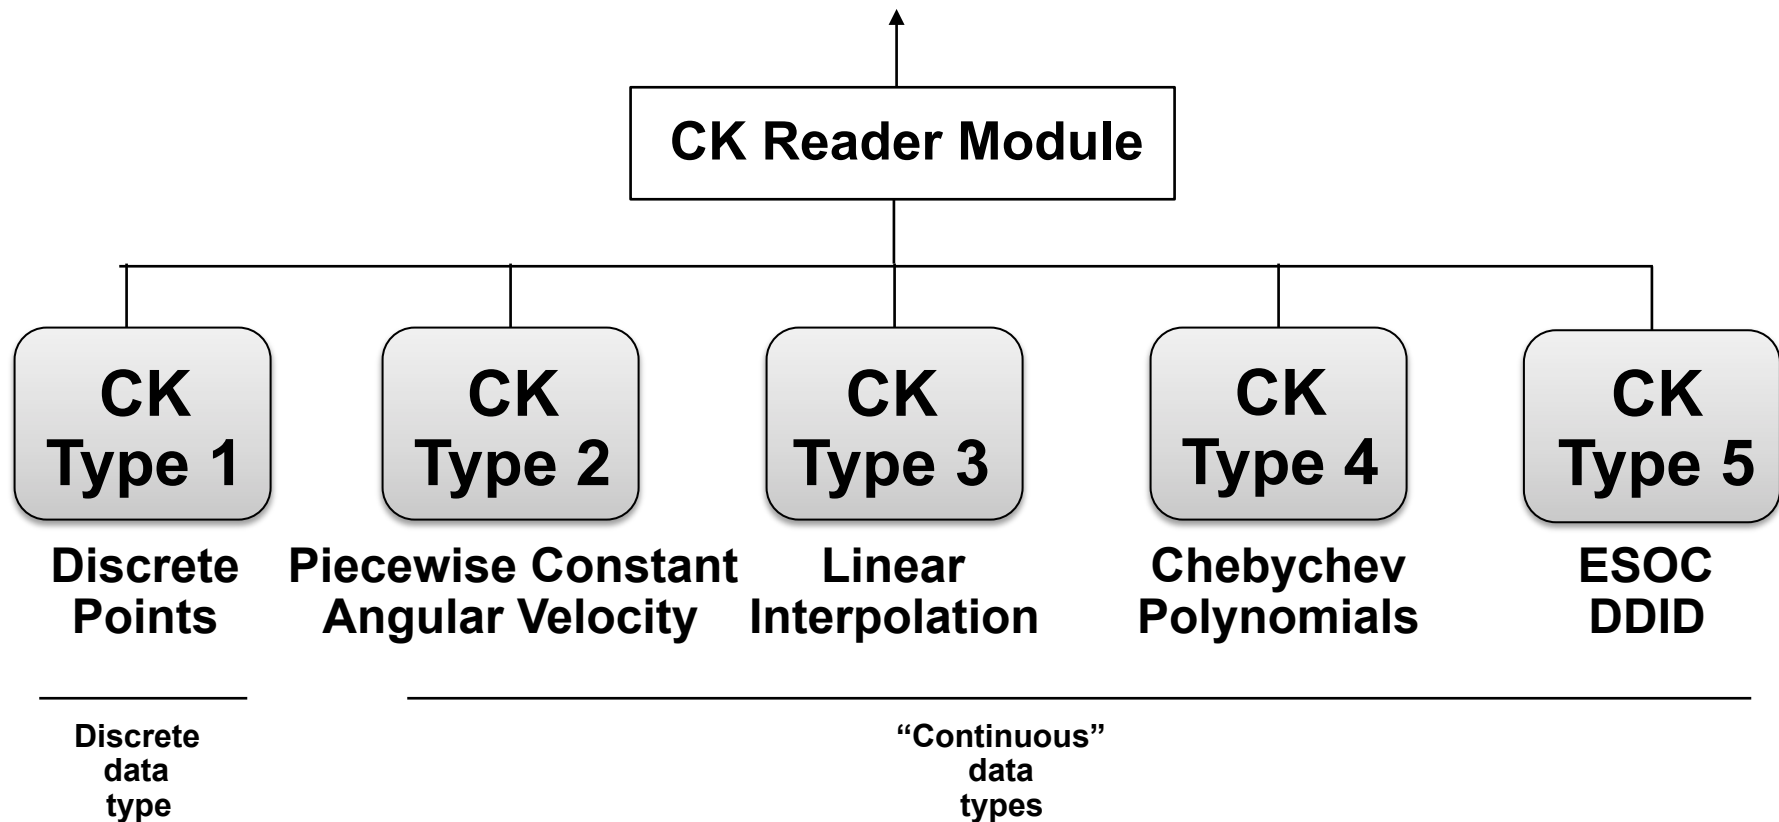 CK Reader Module
CK
Type 1
CK
Type 2
CK
Type 3
CK
Type 4
CK
Type 5
Discrete
Points
Piecewise Constant
Angular Velocity
Linear
Interpolation
Chebychev
Polynomials
ESOC
DDID
Discrete
data
type
“Continuous”
data
types